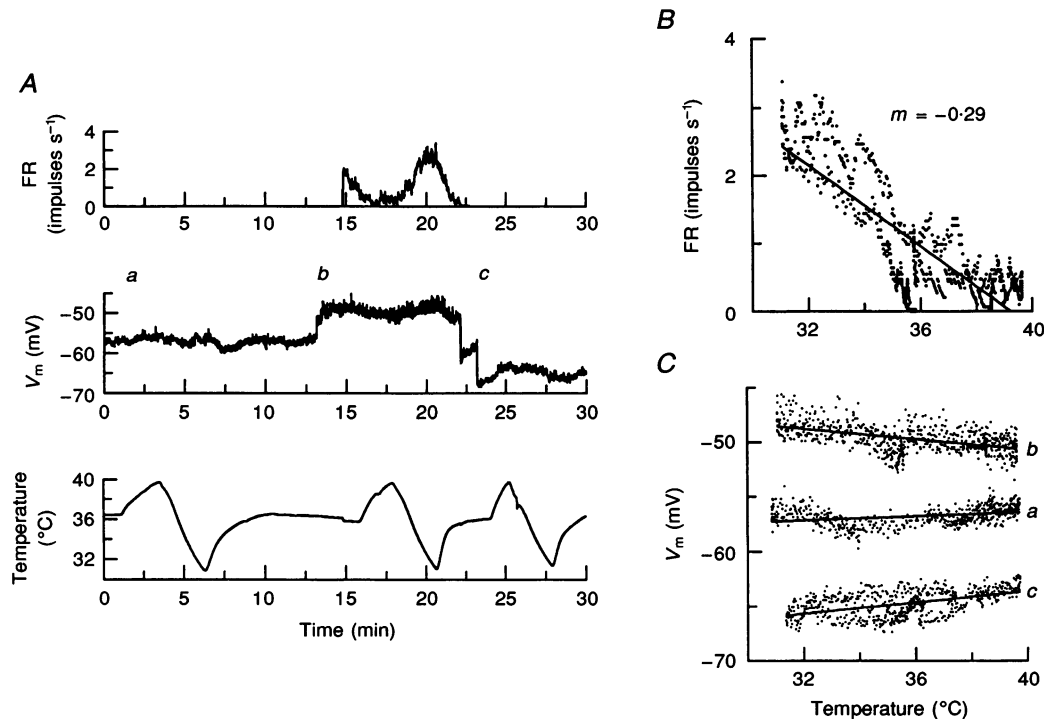 A
FR
(impulses s⁻¹)
4
2
0
0 5 10 15 20 25 30
a b c
Vm (mV)
−50
−60
−70
0 5 10 15 20 25 30
Temperature
(°C)
40
36
32
0 5 10 15 20 25 30
Time (min)
B
FR (impulses s⁻¹)
4
2
0
m = −0·29
32 36 40
C
Vm (mV)
−50
−60
−70
b
a
c
32 36 40
Temperature (°C)